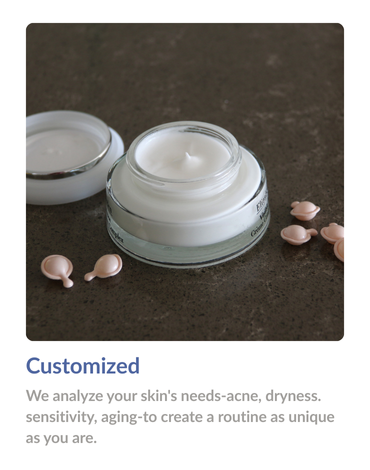 Customized
We analyze your skin's needs-acne, dryness.
sensitivity, aging-to create a routine as unique
as you are.